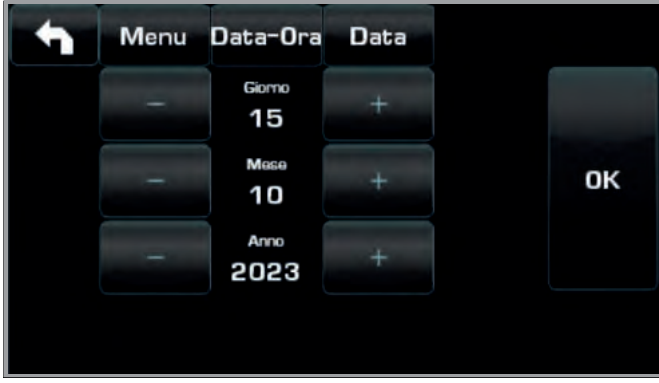 Menu Data-Ora Data
Giorno
- 15 +
Mese
- 10 +
OK
Anno
- 2023 +